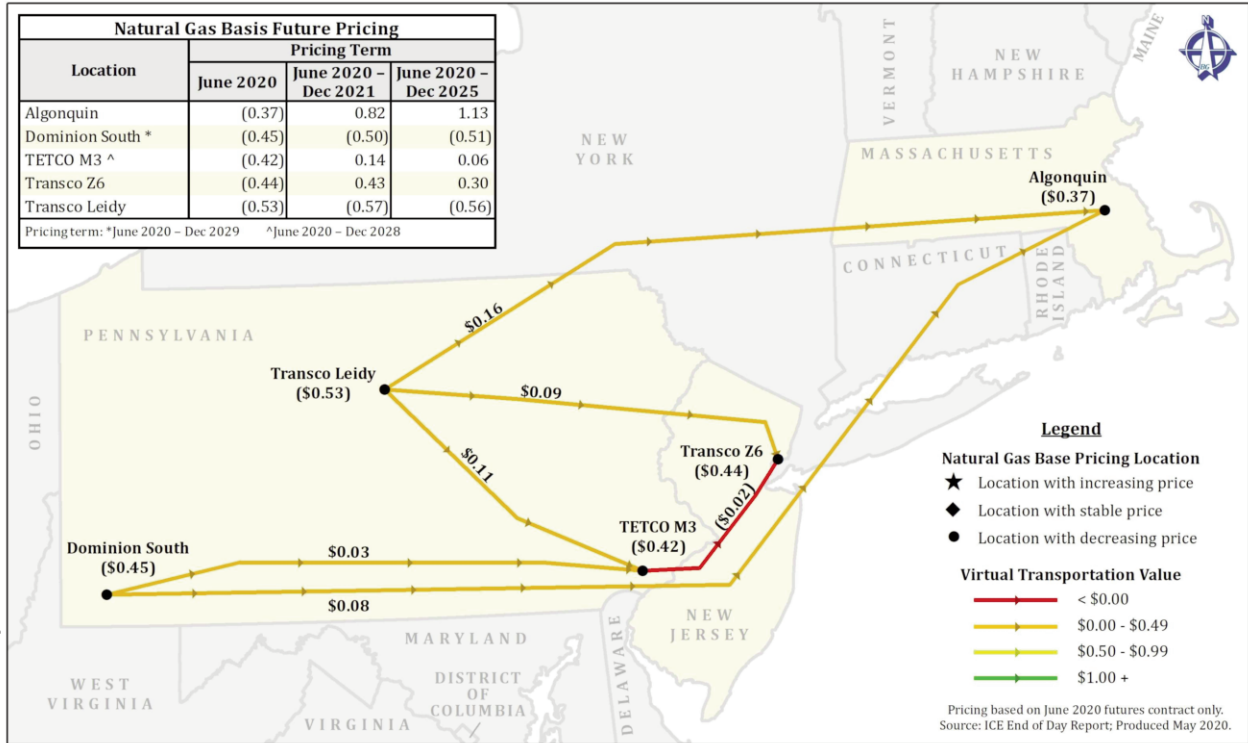 Natural Gas Basis Future Pricing
Location
Pricing Term
June 2020
June 2020 –
Dec 2021
June 2020 –
Dec 2025
Algonquin (0.37) 0.82 1.13
Dominion South * (0.45) (0.50) (0.51)
TETCO M3 ^ (0.42) 0.14 0.06
Transco Z6 (0.44) 0.43 0.30
Transco Leidy (0.53) (0.57) (0.56)
Pricing term: *June 2020 – Dec 2029 ^June 2020 – Dec 2028
N
VERMONT
NEW
HAMPSHIRE
MAINE
NEW
YORK
MASSACHUSETTS
Algonquin
($0.37)
CONNECTICUT
RHODE
ISLAND
PENNSYLVANIA
$0.16
Transco Leidy
($0.53)
$0.09
OHIO
$0.11
Transco Z6
($0.44)
($0.02)
TETCO M3
($0.42)
Dominion South
($0.45)
$0.03
$0.08
NEW
JERSEY
MARYLAND
DELAWARE
WEST
VIRGINIA
DISTRICT
OF
COLUMBIA
VIRGINIA
Legend
Natural Gas Base Pricing Location
Location with increasing price
Location with stable price
Location with decreasing price
Virtual Transportation Value
< $0.00
$0.00 - $0.49
$0.50 - $0.99
$1.00 +
Pricing based on June 2020 futures contract only.
Source: ICE End of Day Report; Produced May 2020.